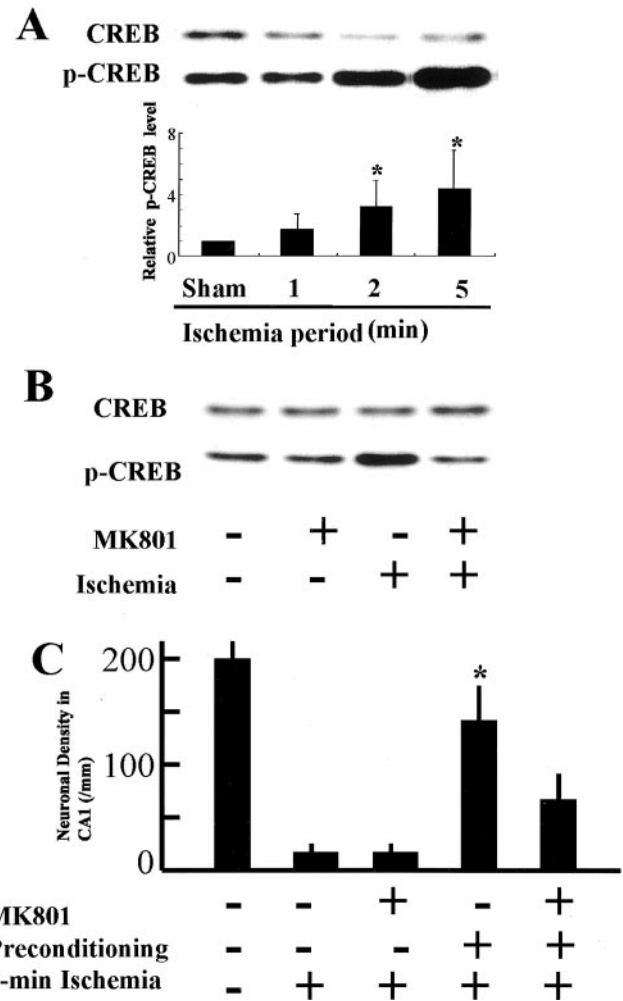 A
CREB
p-CREB
Relative p-CREB level
8
4
0
*
*
Sham 1 2 5
Ischemia period (min)
B
CREB
p-CREB
MK801 - + - +
Ischemia - - + +
C
Neuronal Density in
CA1 (/mm)
200
100
0
*
MK801 - - + - +
Preconditioning - - - + +
-min Ischemia - + + + +